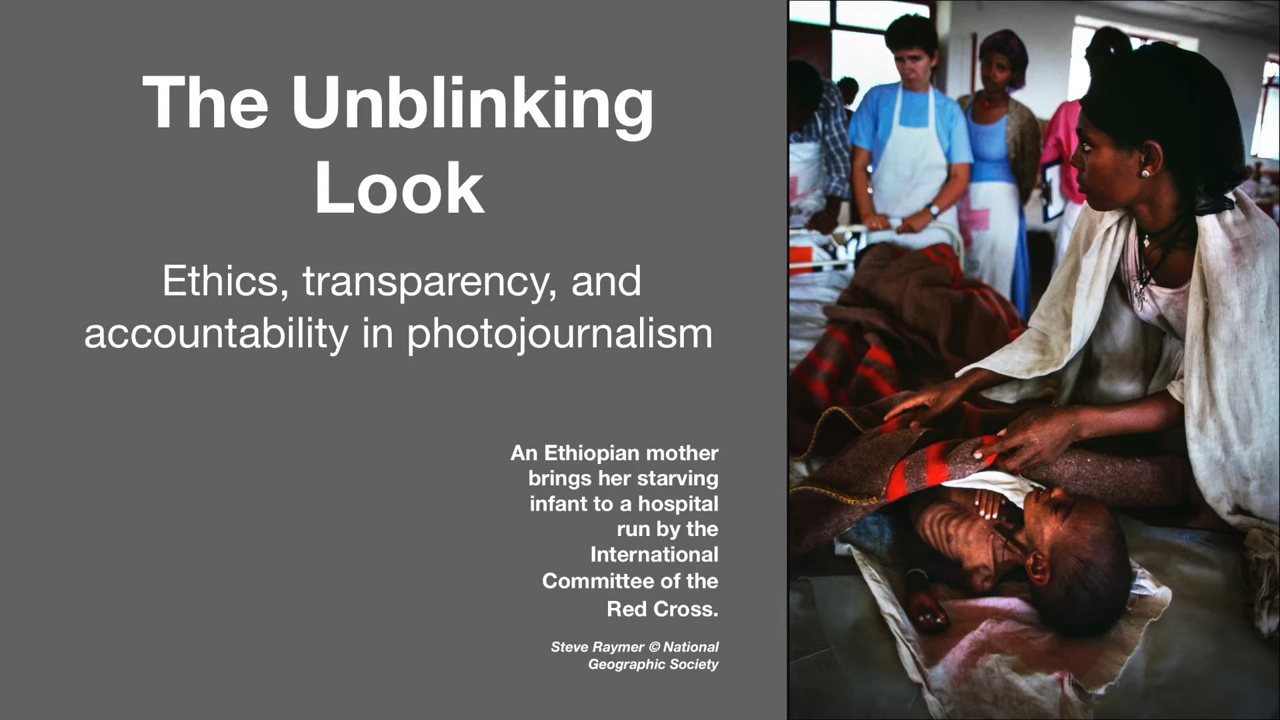 The Unblinking
Look
Ethics, transparency, and
accountability in photojournalism
An Ethiopian mother
brings her starving
infant to a hospital
run by the
International
Committee of the
Red Cross.
Steve Raymer © National
Geographic Society